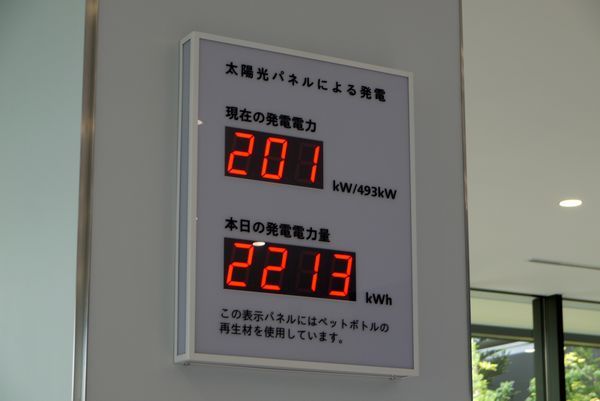 太陽光パネルによる発電
現在の発電電力
201 kW/493kW
本日の発電電力量
2213 kWh
この表示パネルにはペットボトルの
再生材を使用しています。